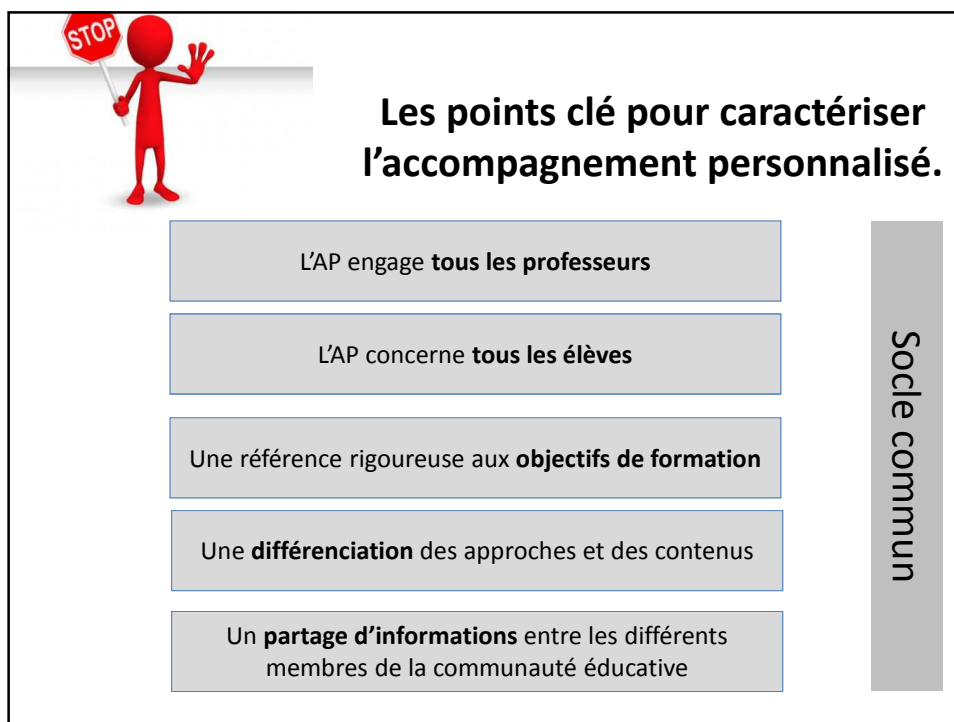 STOP
Les points clé pour caractériser
l’accompagnement personnalisé.
L’AP engage tous les professeurs
L’AP concerne tous les élèves
Une référence rigoureuse aux objectifs de formation
Une différenciation des approches et des contenus
Un partage d’informations entre les différents
membres de la communauté éducative
Socle commun